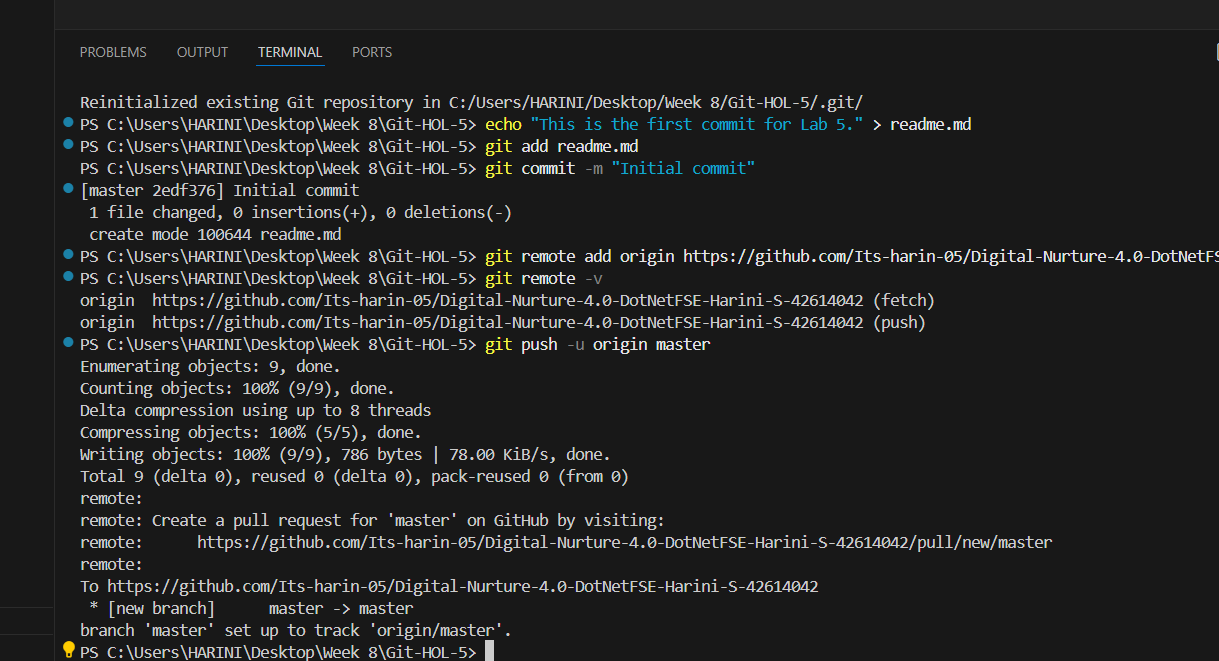 PROBLEMS OUTPUT TERMINAL PORTS
Reinitialized existing Git repository in C:/Users/HARINI/Desktop/Week 8/Git-HOL-5/.git/
PS C:\Users\HARINI\Desktop\Week 8\Git-HOL-5> echo "This is the first commit for Lab 5." > readme.md
PS C:\Users\HARINI\Desktop\Week 8\Git-HOL-5> git add readme.md
PS C:\Users\HARINI\Desktop\Week 8\Git-HOL-5> git commit -m "Initial commit"
[master 2edf376] Initial commit
1 file changed, 0 insertions(+), 0 deletions(-)
create mode 100644 readme.md
PS C:\Users\HARINI\Desktop\Week 8\Git-HOL-5> git remote add origin https://github.com/Its-harin-05/Digital-Nurture-4.0-DotNetFS
PS C:\Users\HARINI\Desktop\Week 8\Git-HOL-5> git remote -v
origin https://github.com/Its-harin-05/Digital-Nurture-4.0-DotNetFSE-Harini-S-42614042 (fetch)
origin https://github.com/Its-harin-05/Digital-Nurture-4.0-DotNetFSE-Harini-S-42614042 (push)
PS C:\Users\HARINI\Desktop\Week 8\Git-HOL-5> git push -u origin master
Enumerating objects: 9, done.
Counting objects: 100% (9/9), done.
Delta compression using up to 8 threads
Compressing objects: 100% (5/5), done.
Writing objects: 100% (9/9), 786 bytes | 78.00 KiB/s, done.
Total 9 (delta 0), reused 0 (delta 0), pack-reused 0 (from 0)
remote:
remote: Create a pull request for 'master' on GitHub by visiting:
remote: https://github.com/Its-harin-05/Digital-Nurture-4.0-DotNetFSE-Harini-S-42614042/pull/new/master
remote:
To https://github.com/Its-harin-05/Digital-Nurture-4.0-DotNetFSE-Harini-S-42614042
* [new branch] master -> master
branch 'master' set up to track 'origin/master'.
PS C:\Users\HARINI\Desktop\Week 8\Git-HOL-5>